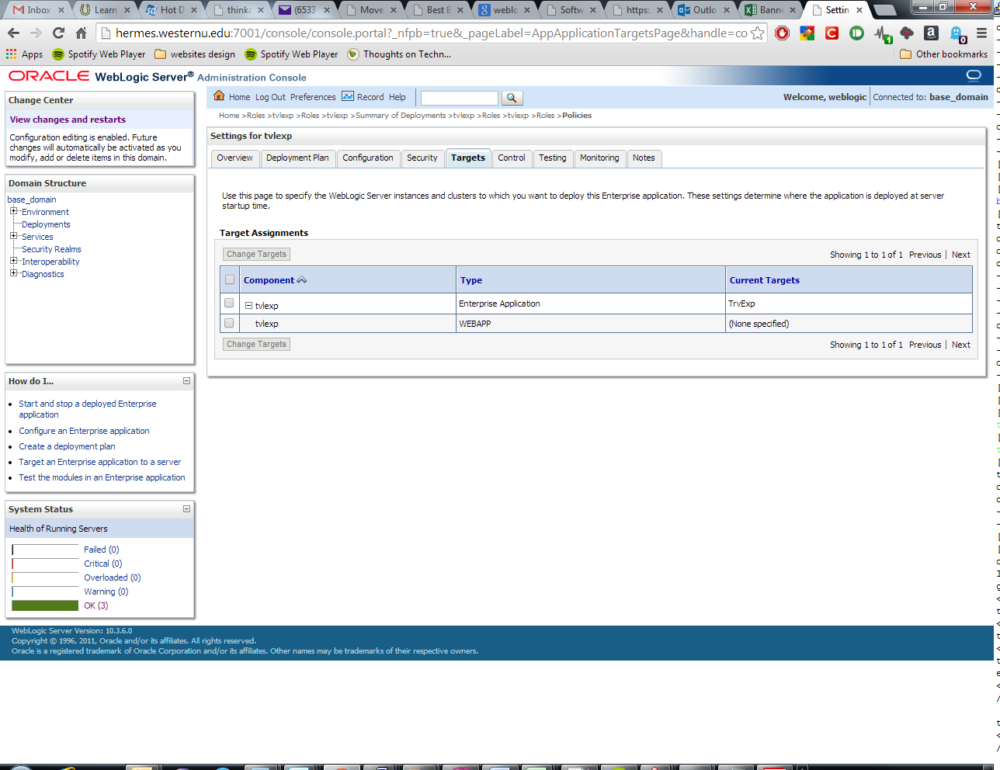 Inbox
Learn
Hot D
thinka
(6533
Move
Best B
weblo
Softw
https:
Outlo
Banne
Settin
hermes.westernu.edu:7001/console/console.portal?_nfpb=true&_pageLabel=AppApplicationTargetsPage&handle=co
Apps
Spotify Web Player
websites design
Spotify Web Player
Thoughts on Techn...
Other bookmarks
ORACLE WebLogic Server® Administration Console
Change Center
View changes and restarts
Configuration editing is enabled. Future
changes will automatically be activated as you
modify, add or delete items in this domain.
Domain Structure
base_domain
Environment
Deployments
Services
Security Realms
Interoperability
Diagnostics
How do I...
Start and stop a deployed Enterprise
application
Configure an Enterprise application
Create a deployment plan
Target an Enterprise application to a server
Test the modules in an Enterprise application
System Status
Health of Running Servers
Failed (0)
Critical (0)
Overloaded (0)
Warning (0)
OK (3)
Home Log Out Preferences Record Help
Welcome, weblogic Connected to: base_domain
Home >Roles >tvlexp >Roles >tvlexp >Summary of Deployments >tvlexp >Roles >tvlexp >Roles >Policies
Settings for tvlexp
Overview Deployment Plan Configuration Security Targets Control Testing Monitoring Notes
Use this page to specify the WebLogic Server instances and clusters to which you want to deploy this Enterprise application. These settings determine where the application is deployed at server
startup time.
Target Assignments
Change Targets
Showing 1 to 1 of 1 Previous | Next
Component Type Current Targets
tvlexp Enterprise Application TrvExp
tvlexp WEBAPP (None specified)
Change Targets
Showing 1 to 1 of 1 Previous | Next
WebLogic Server Version: 10.3.6.0
Copyright © 1996, 2011, Oracle and/or its affiliates. All rights reserved.
Oracle is a registered trademark of Oracle Corporation and/or its affiliates. Other names may be trademarks of their respective owners.